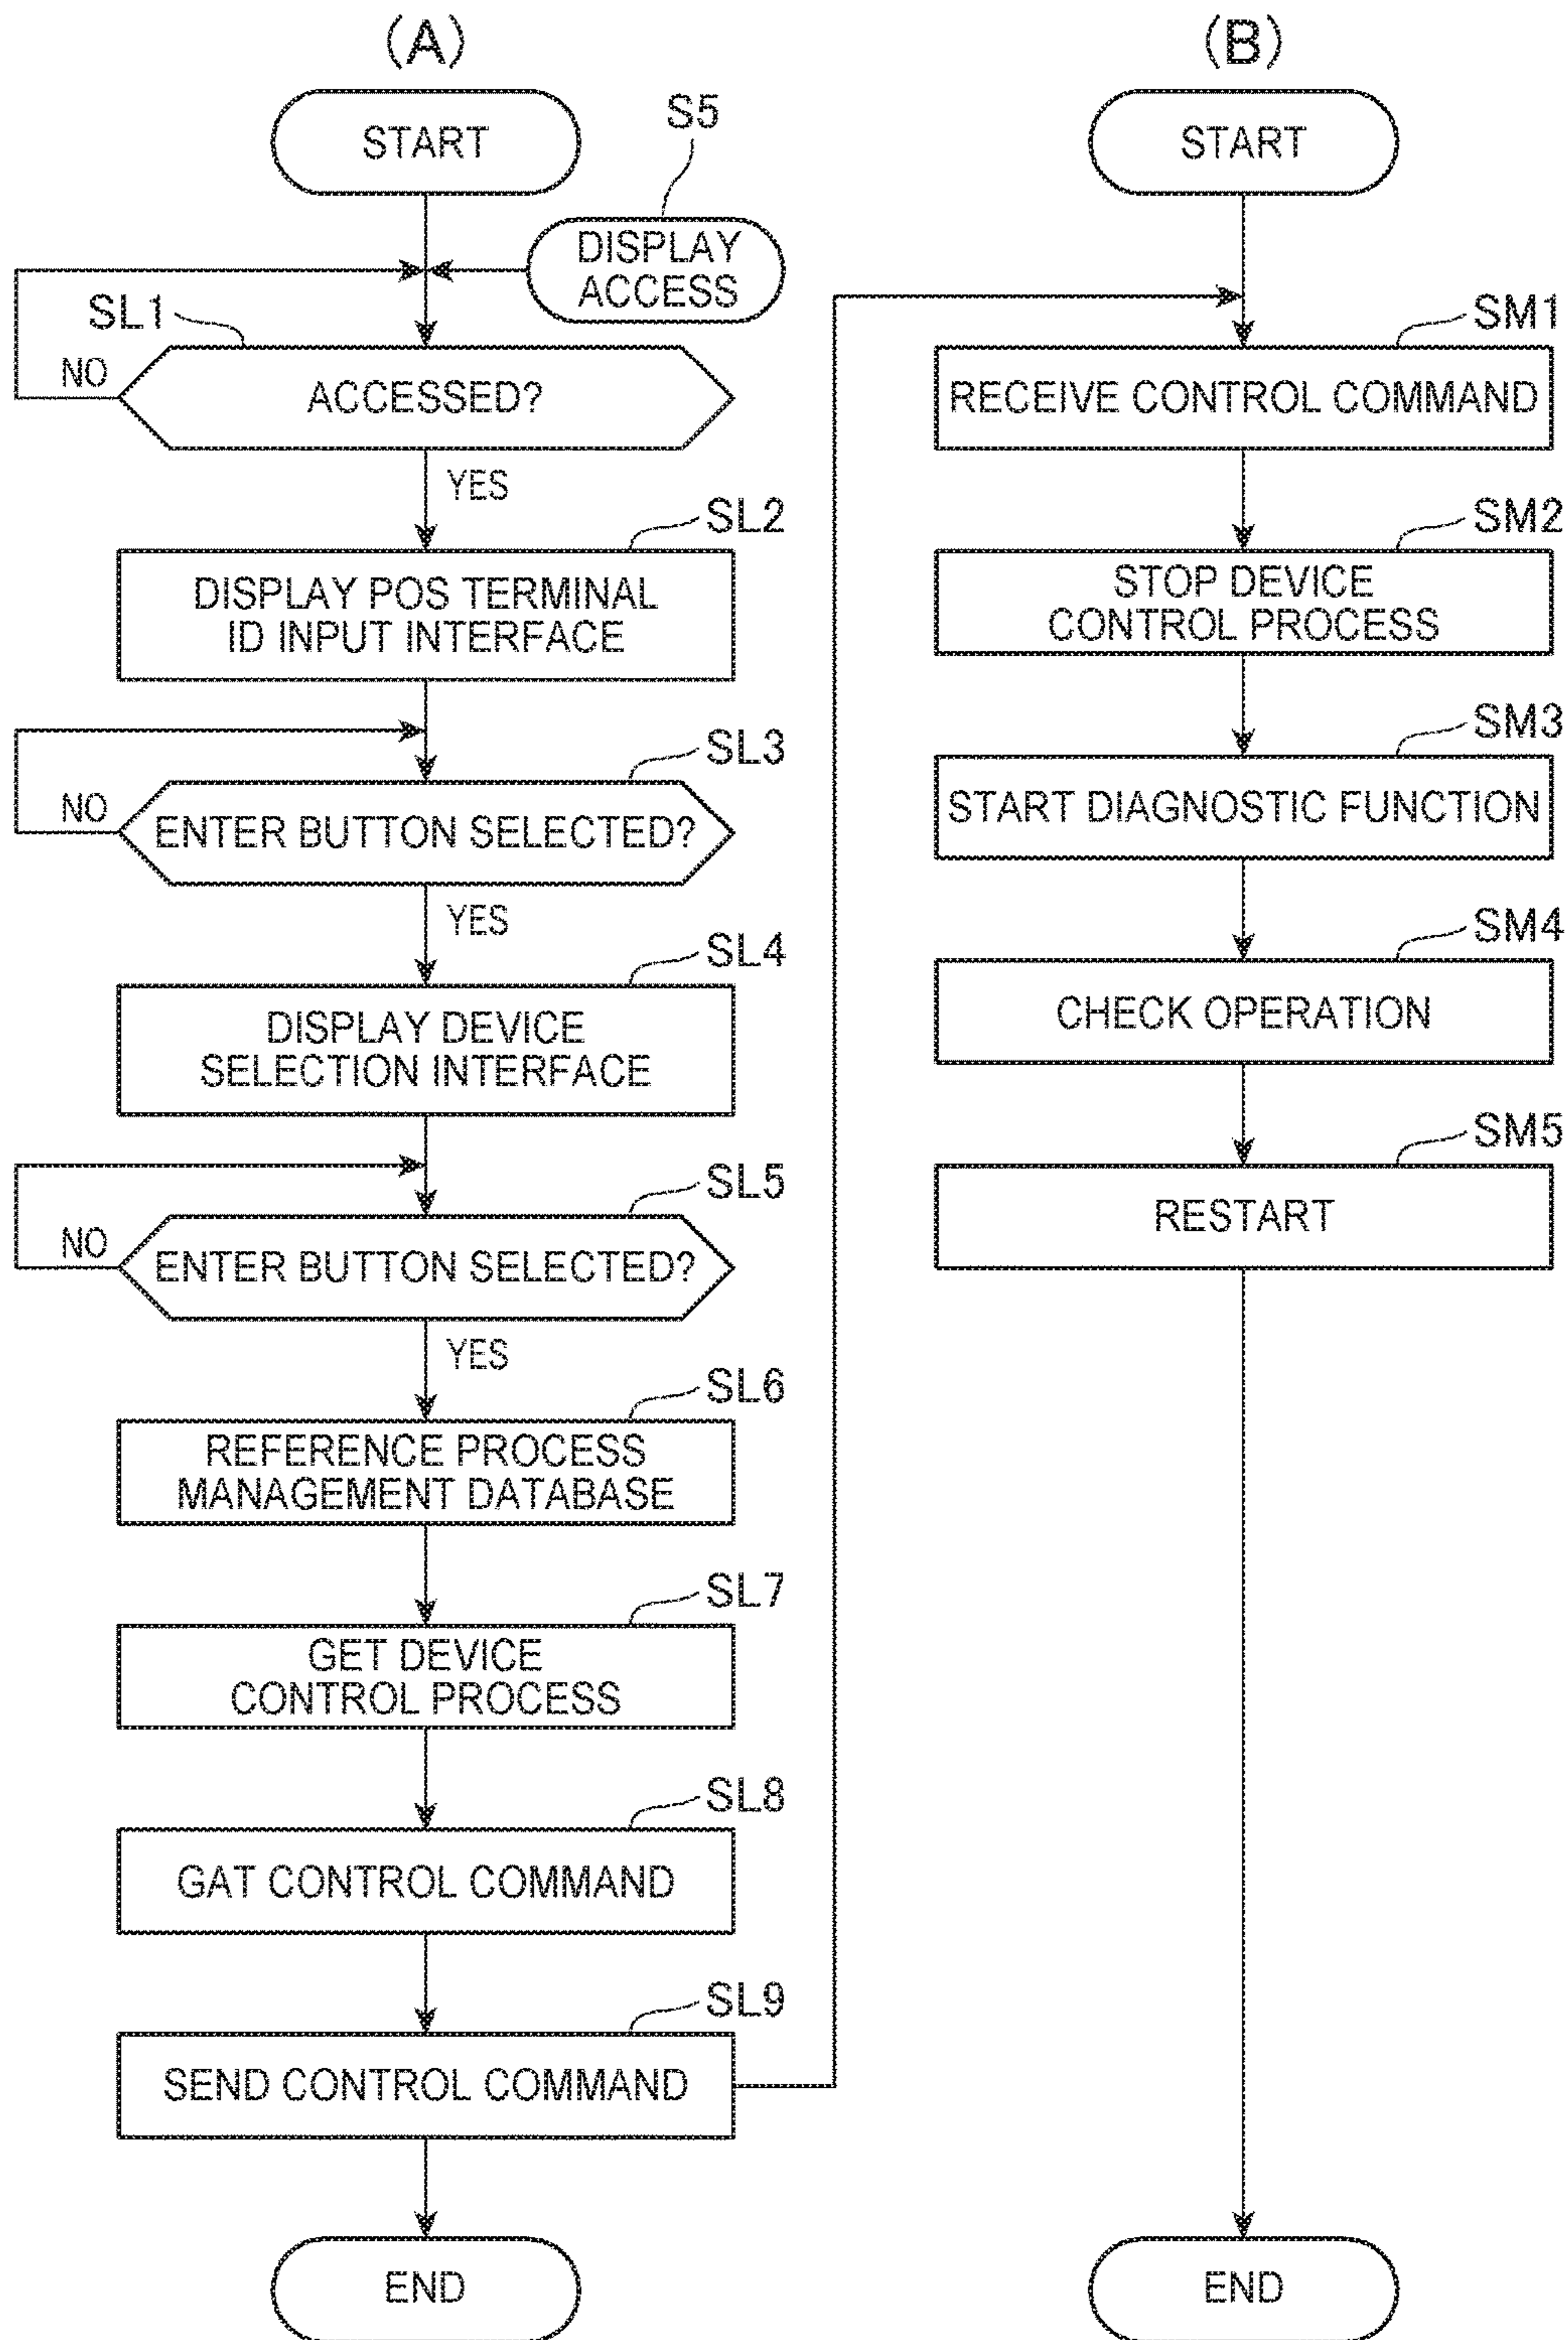 (A)
START
S5
DISPLAY
ACCESS
SL1
NO
ACCESSED?
YES
SL2
DISPLAY POS TERMINAL
ID INPUT INTERFACE
SL3
NO
ENTER BUTTON SELECTED?
YES
SL4
DISPLAY DEVICE
SELECTION INTERFACE
SL5
NO
ENTER BUTTON SELECTED?
YES
SL6
REFERENCE PROCESS
MANAGEMENT DATABASE
SL7
GET DEVICE
CONTROL PROCESS
SL8
GAT CONTROL COMMAND
SL9
SEND CONTROL COMMAND
END
(B)
START
SM1
RECEIVE CONTROL COMMAND
SM2
STOP DEVICE
CONTROL PROCESS
SM3
START DIAGNOSTIC FUNCTION
SM4
CHECK OPERATION
SM5
RESTART
END